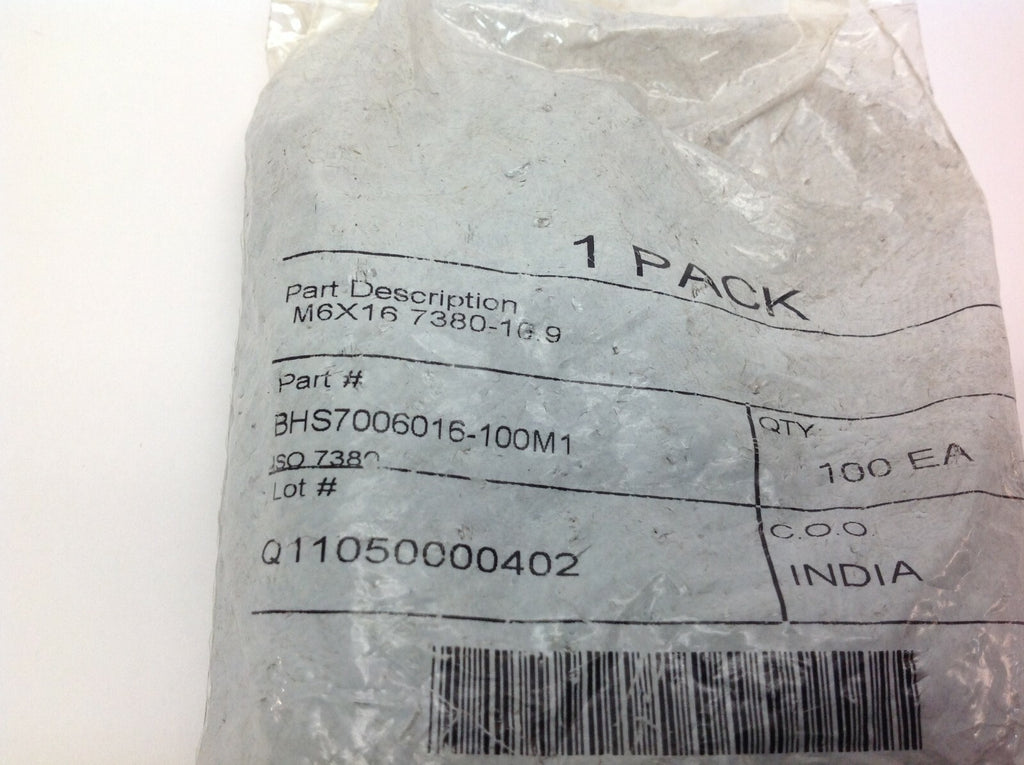 1 PACK
Part Description
M6X16 7380-10.9
Part #
BHS7006016-100M1
ISO 7380
QTY
100 EA
Lot #
Q11050000402
C.O.O.
INDIA